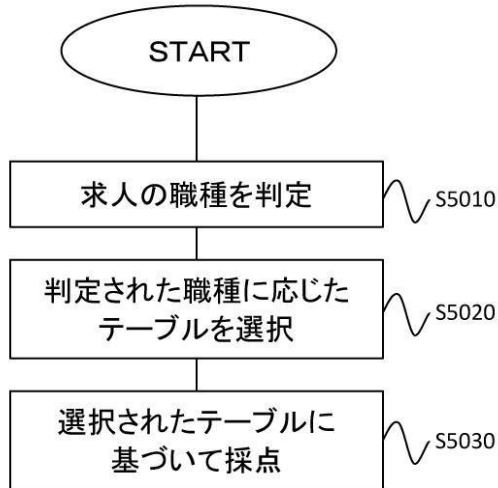 START
求人の職種を判定
S5010
判定された職種に応じた
テーブルを選択
S5020
選択されたテーブルに
基づいて採点
S5030